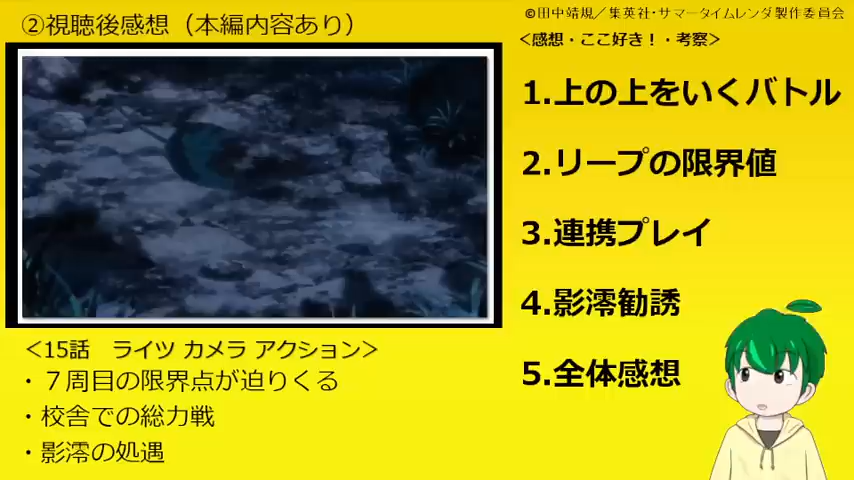 ②視聴後感想（本編内容あり）
©田中靖規／集英社・サマータイムレンダ製作委員会
＜感想・ここ好き！・考察＞
1.上の上をいくバトル
2.リープの限界値
3.連携プレイ
4.影澪勧誘
5.全体感想
＜15話　ライツ カメラ アクション＞
・７周目の限界点が迫りくる
・校舎での総力戦
・影澪の処遇